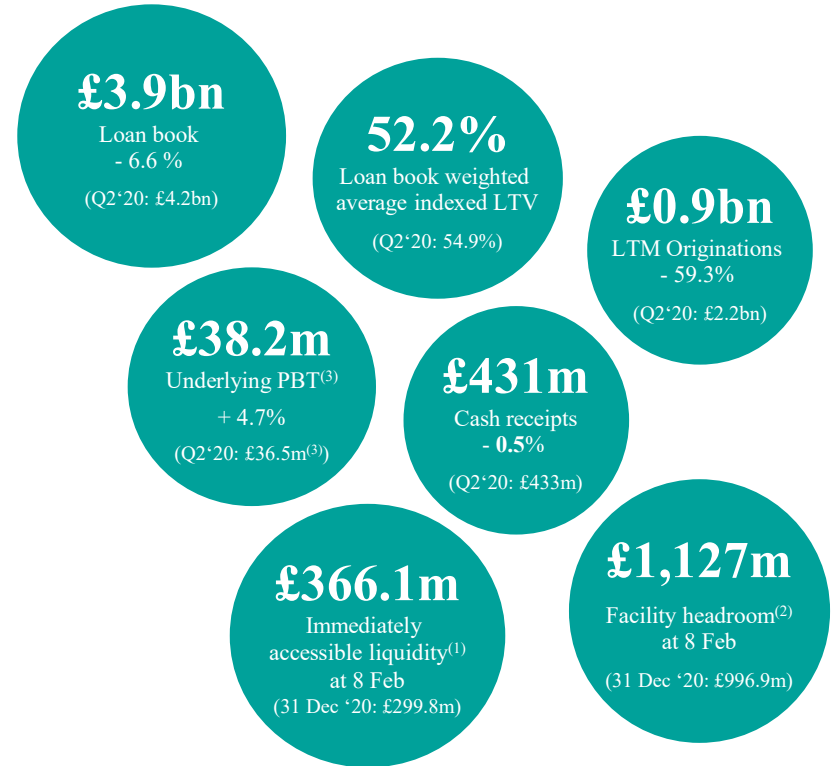 £3.9bn
Loan book
- 6.6 %
(Q2‘20: £4.2bn)
52.2%
Loan book weighted
average indexed LTV
(Q2‘20: 54.9%)
£0.9bn
LTM Originations
- 59.3%
(Q2‘20: £2.2bn)
£38.2m
Underlying PBT(3)
+ 4.7%
(Q2‘20: £36.5m(3))
£431m
Cash receipts
- 0.5%
(Q2‘20: £433m)
£366.1m
Immediately
accessible liquidity(1)
at 8 Feb
(31 Dec ‘20: £299.8m)
£1,127m
Facility headroom(2)
at 8 Feb
(31 Dec ‘20: £996.9m)